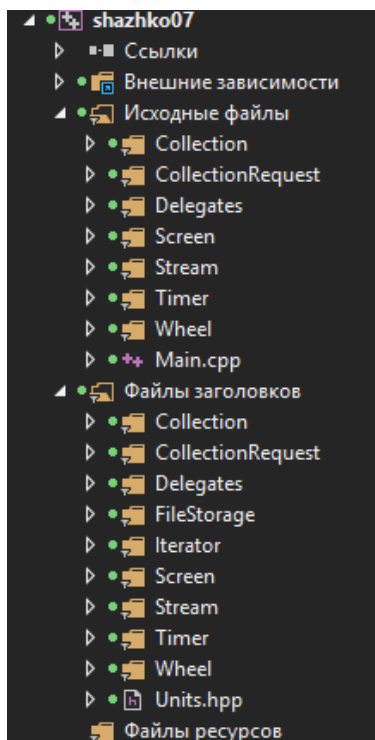 shazhko07
Ссылки
Внешние зависимости
Исходные файлы
Collection
CollectionRequest
Delegates
Screen
Stream
Timer
Wheel
Main.cpp
Файлы заголовков
Collection
CollectionRequest
Delegates
FileStorage
Iterator
Screen
Stream
Timer
Wheel
Units.hpp
Файлы ресурсов